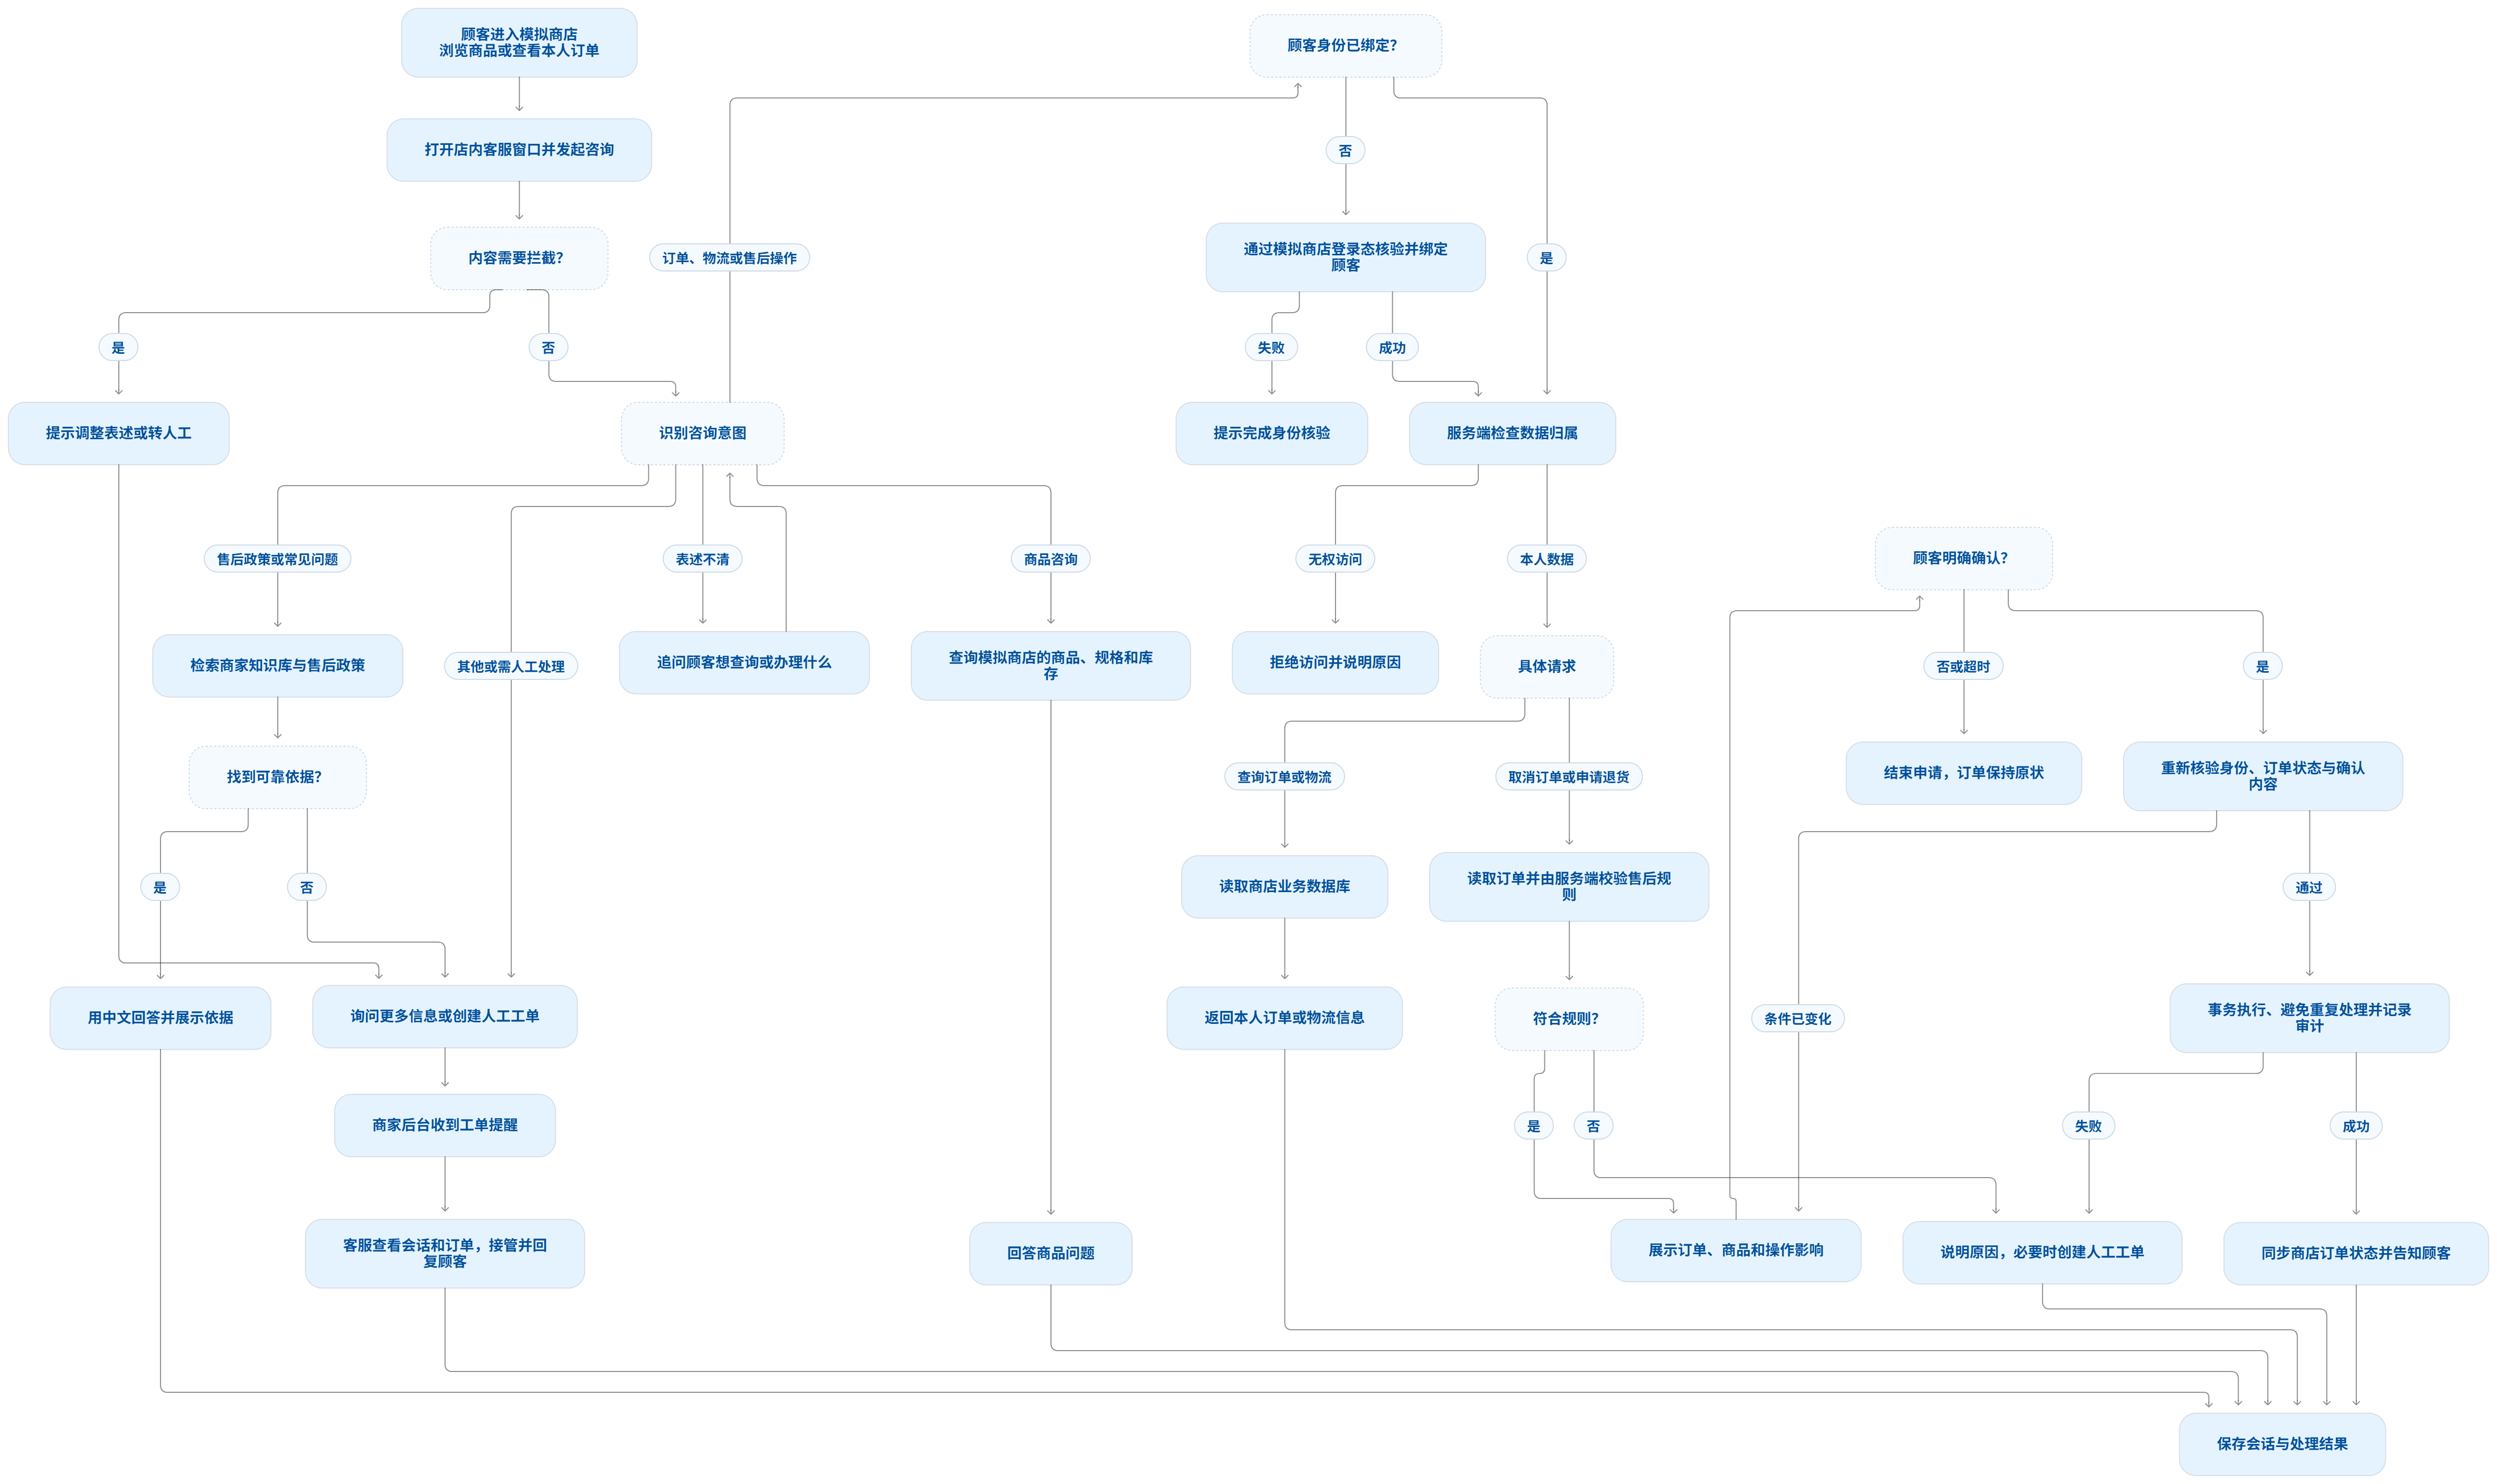 顾客进入模拟商店
浏览商品或查看本人订单
顾客身份已绑定?
打开店内客服窗口并发起咨询
否
内容需要拦截?
订单、物流或售后操作
通过模拟商店登录态核验并绑定
顾客
是
是
否
失败
成功
提示调整表述或转人工
识别咨询意图
提示完成身份核验
服务端检查数据归属
售后政策或常见问题
表述不清
商品咨询
无权访问
本人数据
顾客明确确认?
检索商家知识库与售后政策
其他或需人工处理
追问顾客想查询或办理什么
查询模拟商店的商品、规格和库
存
拒绝访问并说明原因
具体请求
否或超时
是
找到可靠依据?
查询订单或物流
取消订单或申请退货
结束申请，订单保持原状
重新核验身份、订单状态与确认
内容
是
否
读取商店业务数据库
读取订单并由服务端校验售后规
则
通过
用中文回答并展示依据
询问更多信息或创建人工工单
返回本人订单或物流信息
符合规则?
条件已变化
事务执行、避免重复处理并记录
审计
商家后台收到工单提醒
是
否
失败
成功
客服查看会话和订单，接管并回
复顾客
回答商品问题
展示订单、商品和操作影响
说明原因，必要时创建人工工单
同步商店订单状态并告知顾客
保存会话与处理结果